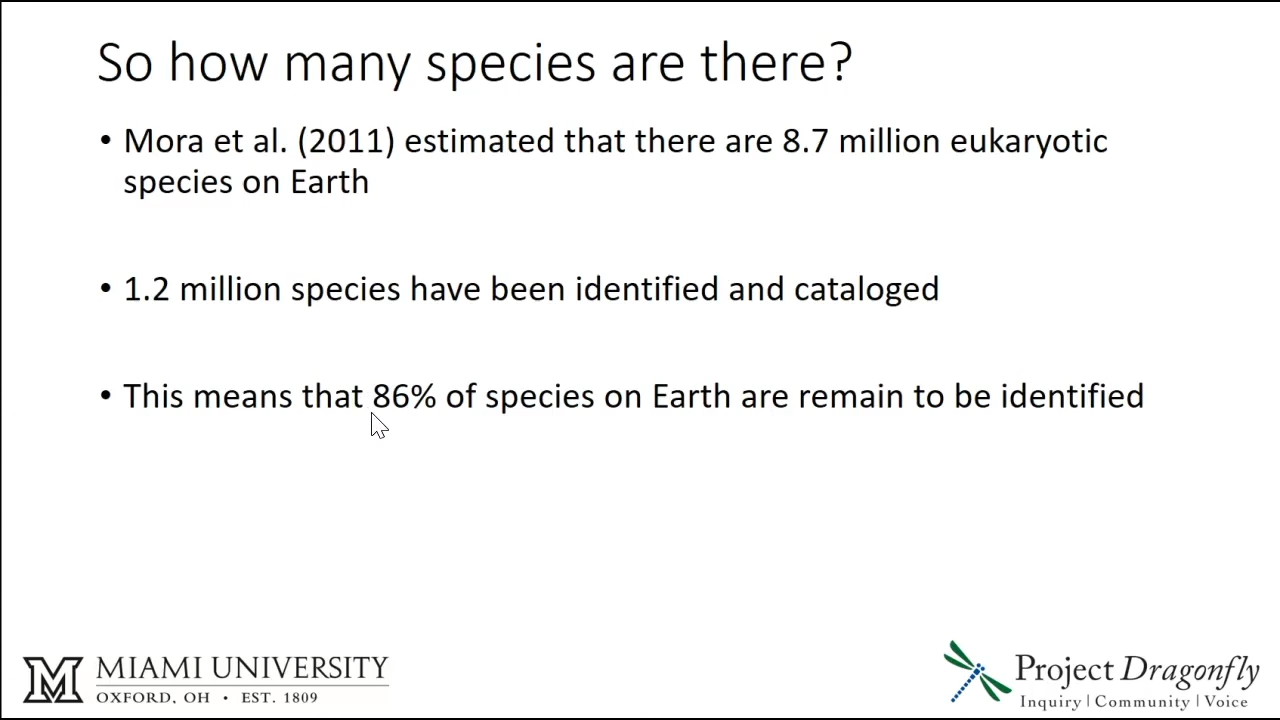 So how many species are there?
• Mora et al. (2011) estimated that there are 8.7 million eukaryotic
species on Earth
• 1.2 million species have been identified and cataloged
• This means that 86% of species on Earth are remain to be identified
M MIAMI UNIVERSITY
OXFORD, OH • EST. 1809
Project Dragonfly
Inquiry | Community | Voice